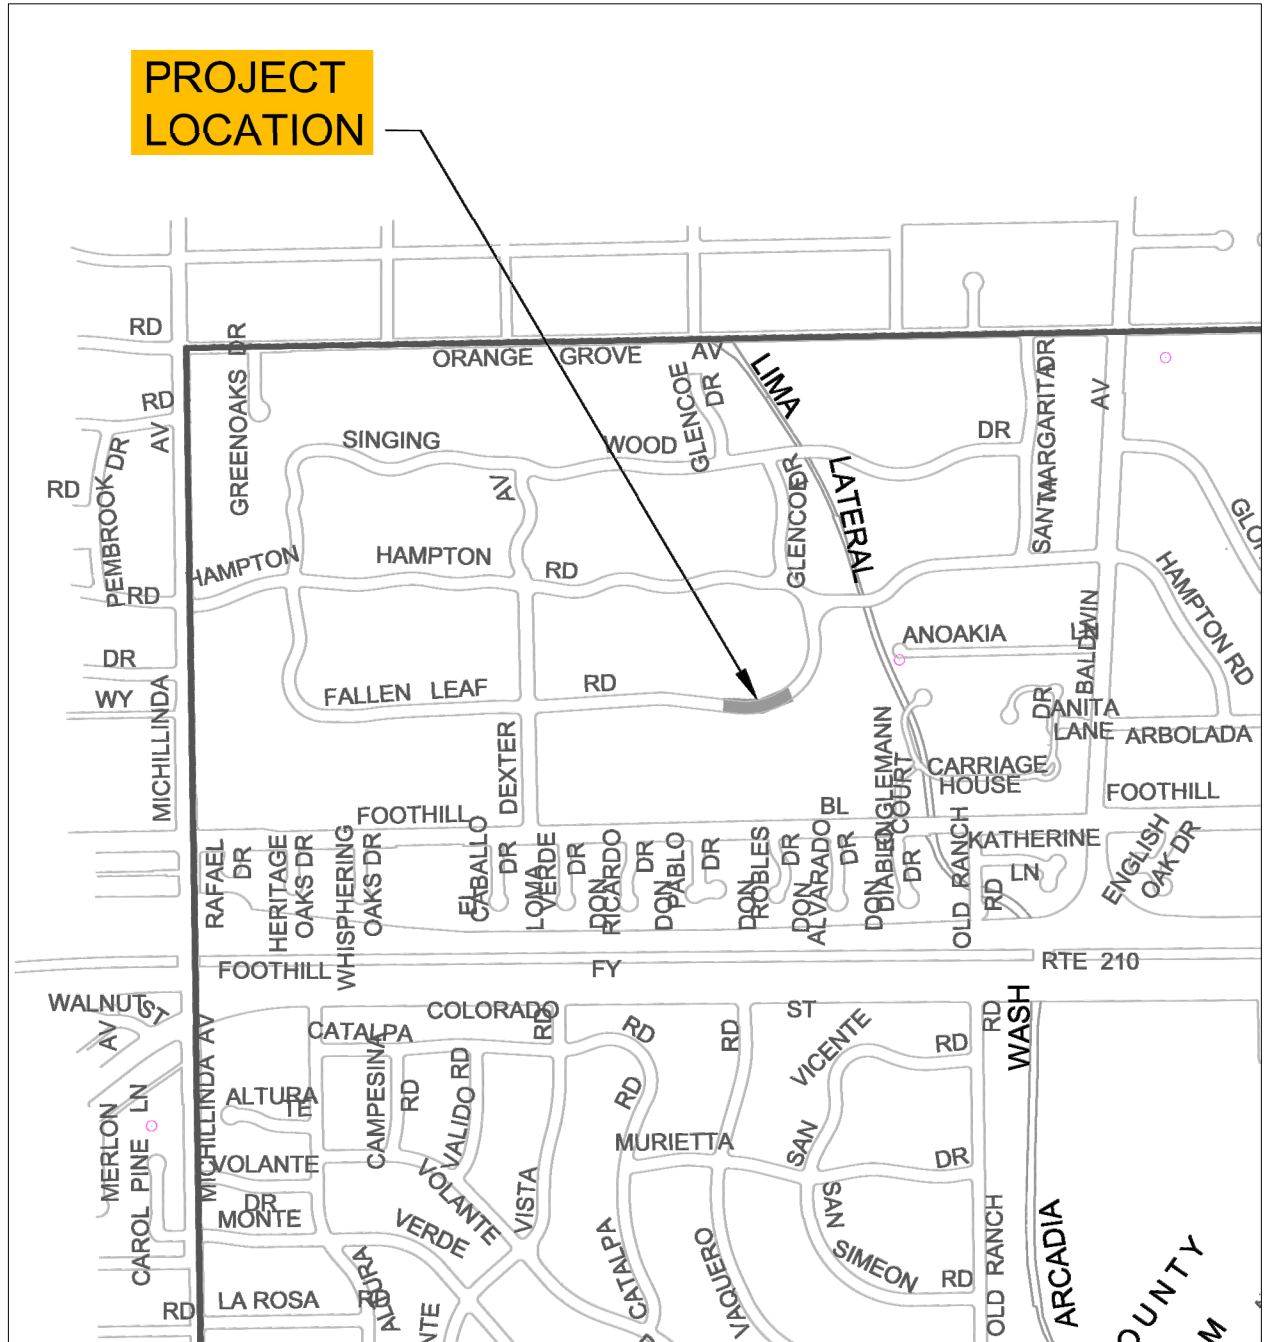 PROJECT
LOCATION
RD
GREENOAKS DR
ORANGE GROVE AV
LIMA
LATERAL
RD
AV
SINGING WOOD DR
GLENCOE
DR
SANTA
MARGARITA
DR
AV
RD
PEMBROOK DR
AV
GLENCOE
DR
HAMPTON
HAMPTON
RD
HAMPTON RD
RD
DR
WY
ANOAKIA LN
BALDWIN
FALLEN LEAF RD
MICHILLINDA
DEXTER
DR
ANITA
LANE
ARBOLADA
ENGLEMANN
COURT
CARRIAGE
HOUSE
FOOTHILL BL
FOOTHILL
RAFAEL
DR
HERITAGE
OAKS DR
WHISPHERING
OAKS DR
EL
CABALLO
DR
LOMA
VERDE
DR
DON
RICARDO
DR
DON
PABLO
DR
DON
ROBLES
DR
DON
ALVARADO
DR
DON
DIABLO
DR
OLD RANCH
RD
KATHERINE
LN
ENGLISH
OAK DR
FOOTHILL FY
RTE 210
WALNUT
ST
AV
MICHILLINDA AV
COLORADO ST
CATALPA
RD
RD
RD
RD
WASH
VICENTE
RD
RD
ALTURA
TE
CAMPESINA
RD
VALIDO RD
RD
MERLON
CAROL PINE LN
MURIETTA
DR
SAN
VOLANTE
DR
VOLANTE
VISTA
SAN
SIMEON
RD
MONTE
VERDE
CATALPA
VAQUERO
OLD RANCH
ARCADIA
RD
LA ROSA
RD
ALTURA